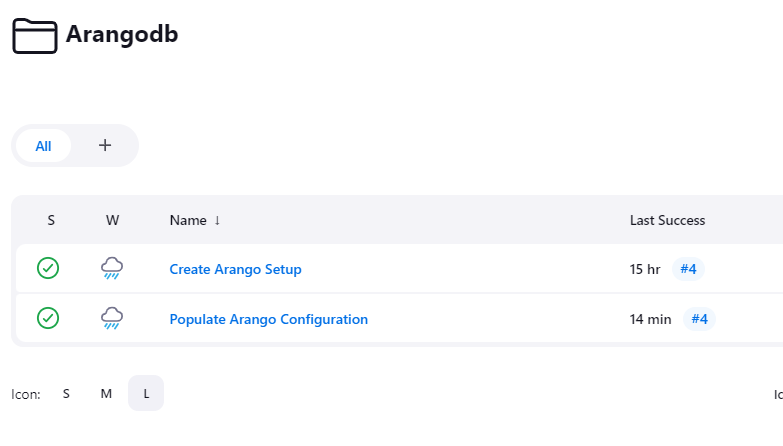 Arangodb
All +
S W Name ↓ Last Success
Create Arango Setup 15 hr #4
Populate Arango Configuration 14 min #4
Icon: S M L Ic